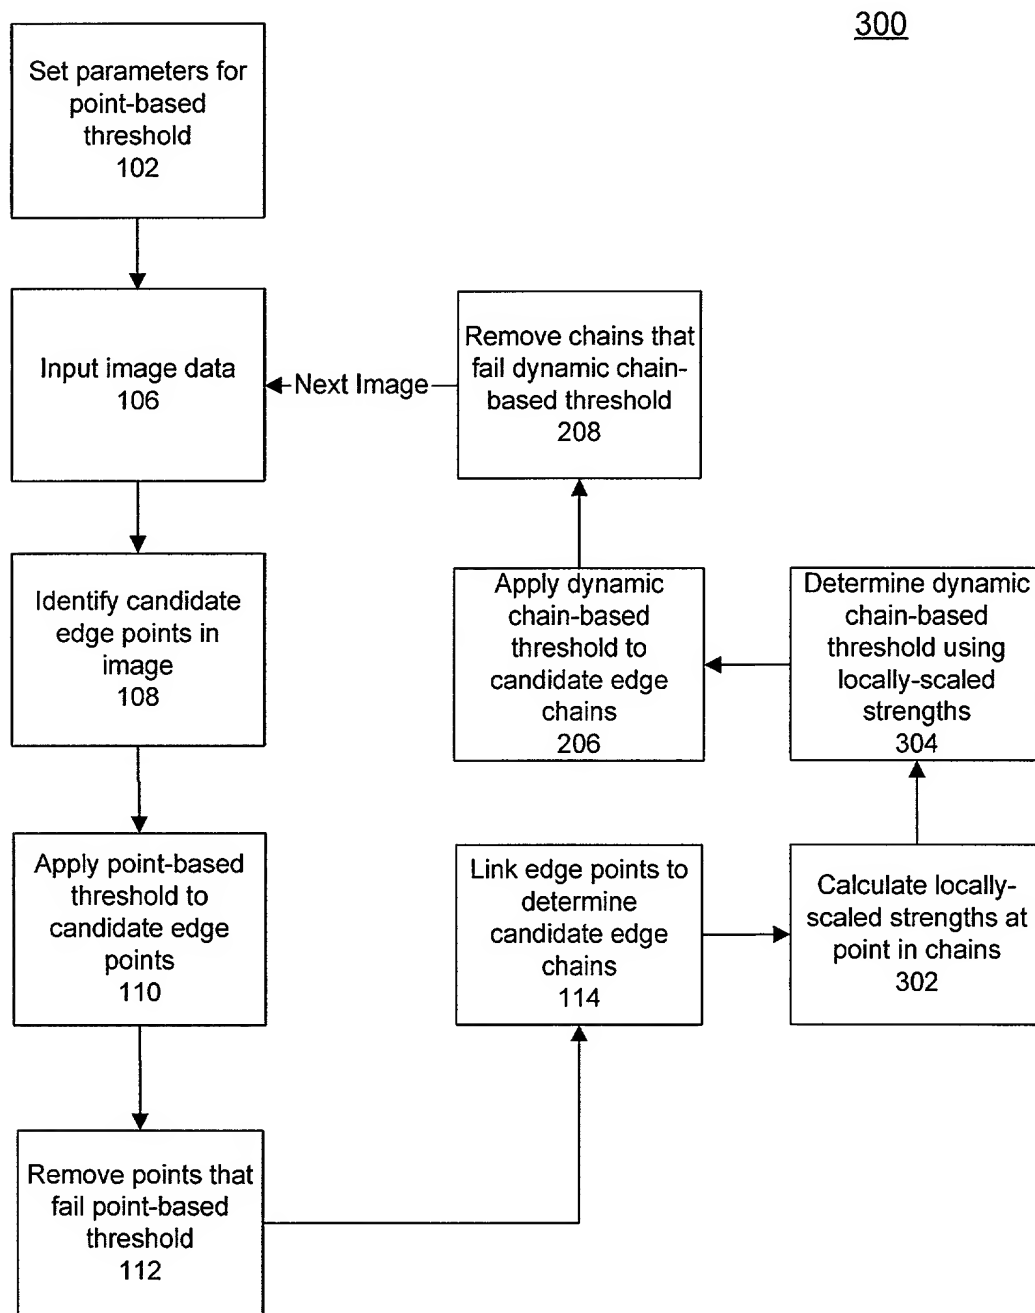 300
Set parameters for
point-based
threshold
102
Input image data
106
Next Image
Remove chains that
fail dynamic chain-
based threshold
208
Identify candidate
edge points in
image
108
Apply dynamic
chain-based
threshold to
candidate edge
chains
206
Determine dynamic
chain-based
threshold using
locally-scaled
strengths
304
Apply point-based
threshold to
candidate edge
points
110
Link edge points to
determine
candidate edge
chains
114
Calculate locally-
scaled strengths at
point in chains
302
Remove points that
fail point-based
threshold
112